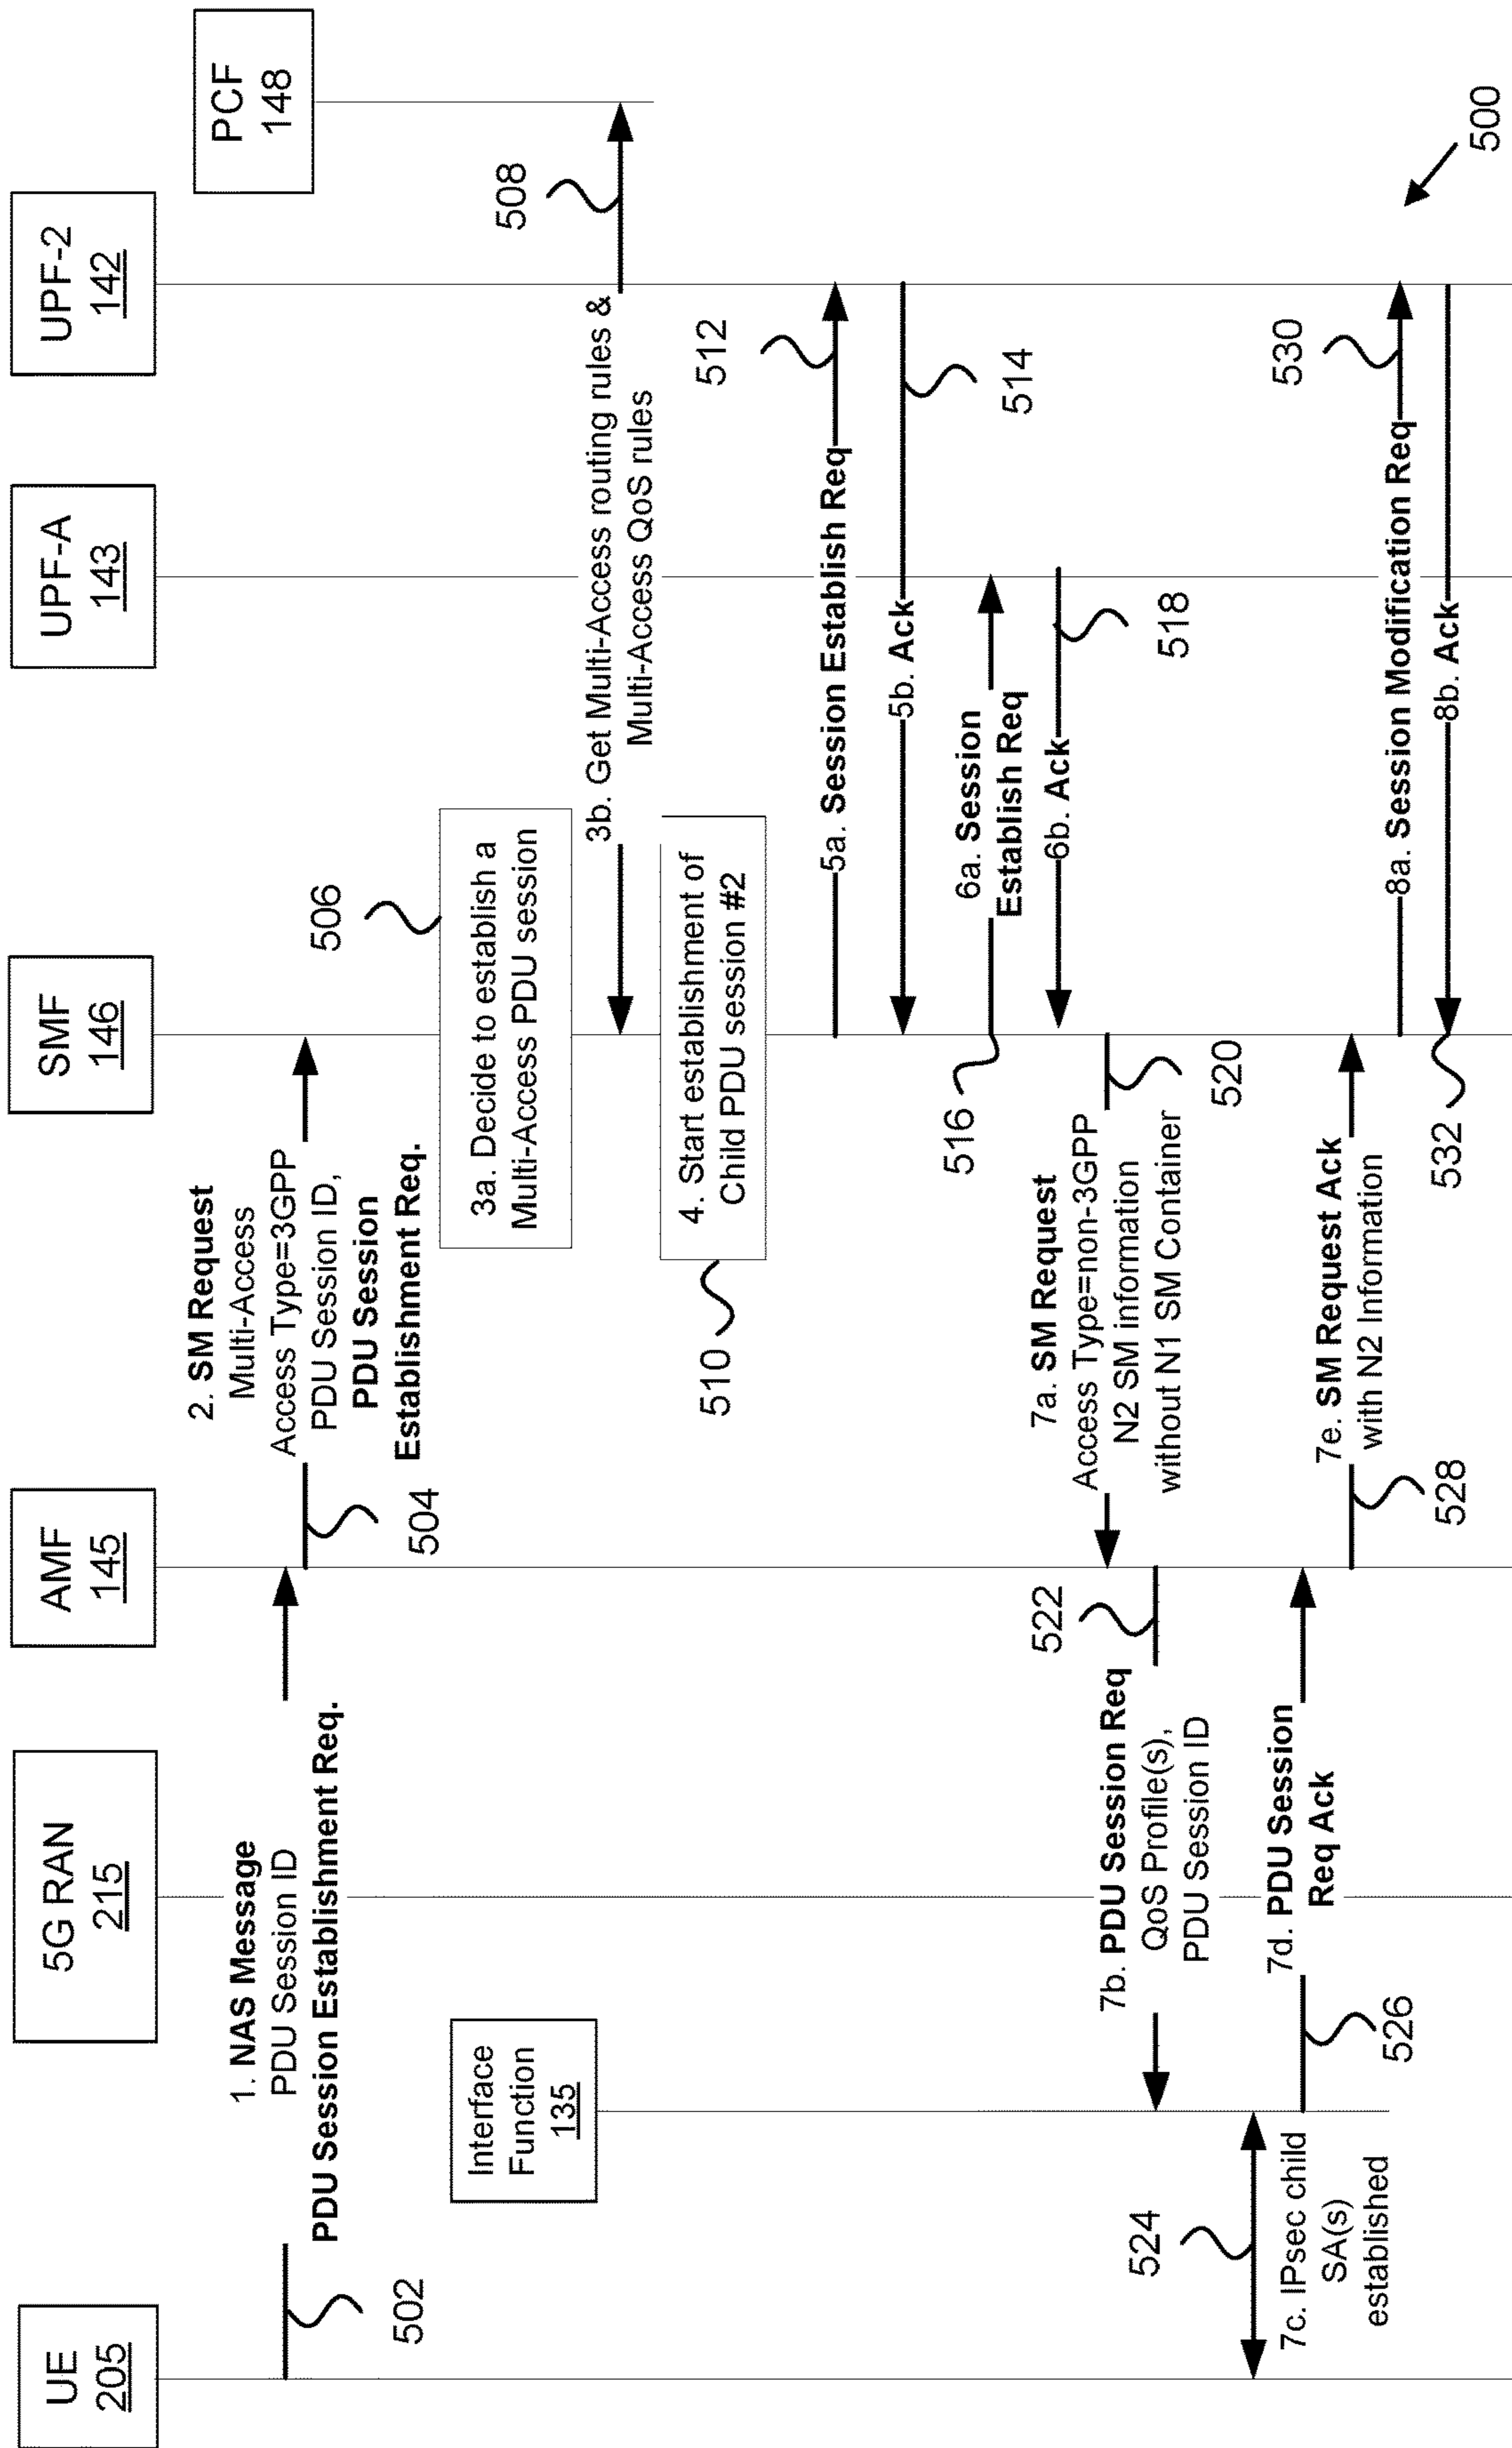 UE
205
5G RAN
215
AMF
145
SMF
146
UPF-A
143
UPF-2
142
PCF
148
Interface
Function
135
1. NAS Message
PDU Session ID
PDU Session Establishment Req.
502
2. SM Request
Multi-Access
Access Type=3GPP
PDU Session ID,
PDU Session
Establishment Req.
504
506
3a. Decide to establish a
Multi-Access PDU session
3b. Get Multi-Access routing rules &
Multi-Access QoS rules
508
4. Start establishment of
Child PDU session #2
510
5a. Session Establish Req
512
5b. Ack
514
6a. Session
Establish Req
516
6b. Ack
518
7a. SM Request
Access Type=non-3GPP
N2 SM information
without N1 SM Container
520
7b. PDU Session Req
QoS Profile(s),
PDU Session ID
522
524
7c. IPsec child
SA(s)
established
7d. PDU Session
Req Ack
526
7e. SM Request Ack
with N2 Information
528
8a. Session Modification Req
530
8b. Ack
532
500